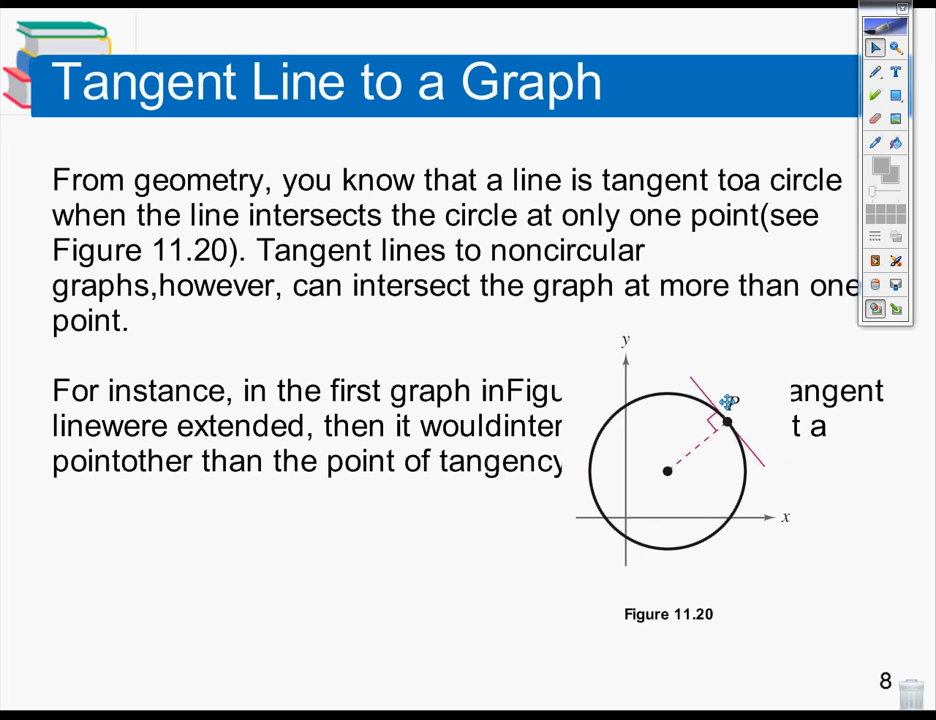 Tangent Line to a Graph
From geometry, you know that a line is tangent toa circle
when the line intersects the circle at only one point(see
Figure 11.20). Tangent lines to noncircular
graphs,however, can intersect the graph at more than one
point.
For instance, in the first graph inFigu angent
linewere extended, then it wouldinter t a
pointother than the point of tangency
y
P
x
Figure 11.20
8
T